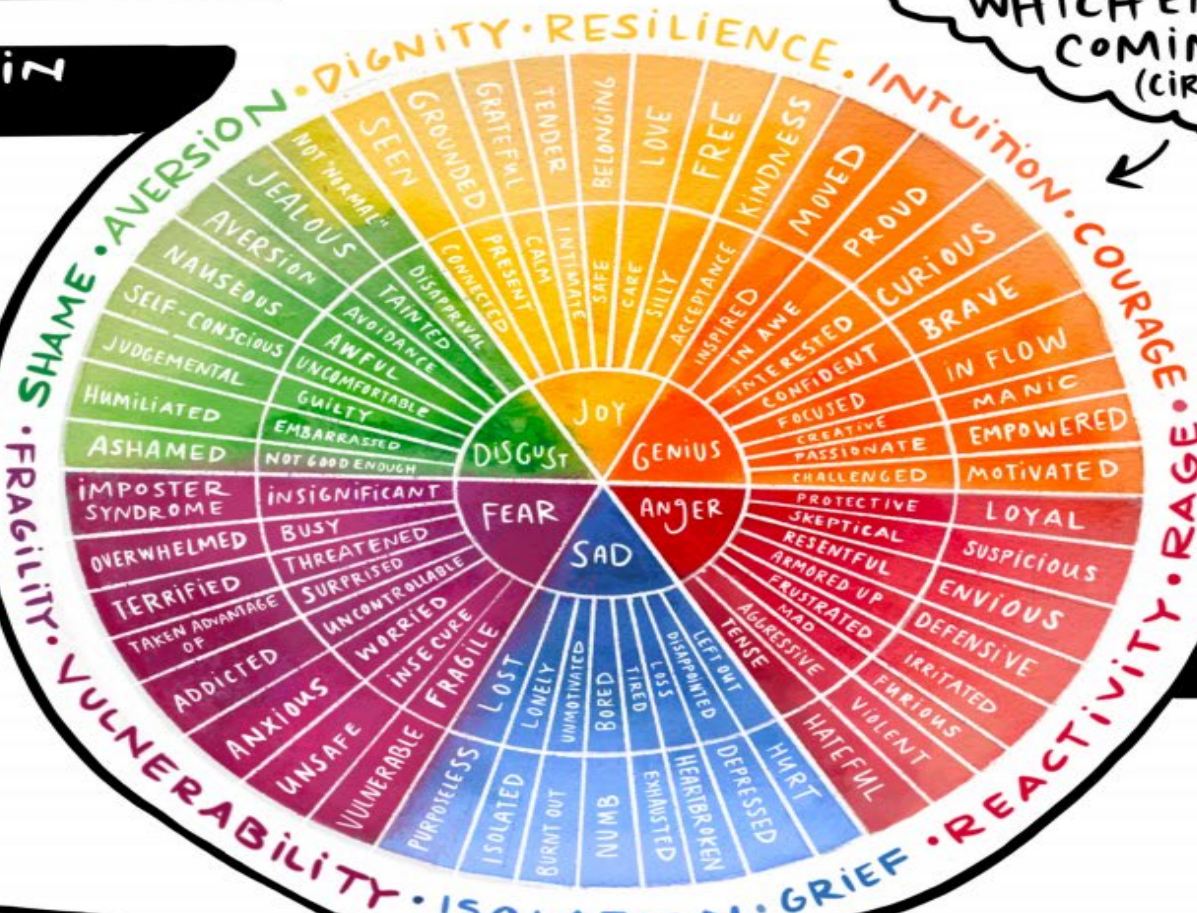 iN
COMiN
(CiR
DiGNiTY · RESiLiENCE · INTUiTiON · COURAGE · RAGE · REACTiViTY · GRiEF · VULNERABiLiTY · FRAGiLiTY · SHAME · AVERSiON
JOY
CONNECTED
PRESENT
CALM
INTIMATE
SAFE
CARE
SiLLY
ACCEPTANCE
SEEN
GROUNDED
GRATEFUL
TENDER
BELONGING
LOVE
FREE
KiNDNESS
GENiUS
iNSPiRED
iN AWE
iNTERESTED
CONFiDENT
FOCUSED
CREATiVE
PASSiONATE
CHALLENGED
MOVED
PROUD
CURiOUS
BRAVE
iN FLOW
MANiC
EMPOWERED
MOTiVATED
ANGER
PROTECTiVE
SKEPTiCAL
RESENTFUL
ARMORED UP
FRUSTRATED
MAD
AGGRESSiVE
TENSE
LOYAL
SUSPiCiOUS
ENViOUS
DEFENSiVE
iRRiTATED
FURiOUS
ViOLENT
HATEFUL
SAD
LEFT OUT
DISAPPOINTED
LOSS
TiRED
BORED
UNMOTiVATED
LONELY
LOST
HURT
DEPRESSED
HEARTBROKEN
EXHAUSTED
NUMB
BURNT OUT
iSOLATED
PURPOSELESS
FEAR
FRAGiLE
iNSECURE
WORRiED
UNCONTROLLABLE
SURPRiSED
THREATENED
BUSY
iNSiGNiFiCANT
VULNERABLE
UNSAFE
ANXiOUS
ADDiCTED
TAKEN ADVANTAGE
OF
TERRiFiED
OVERWHELMED
iMPOSTER
SYNDROME
DiSGUST
NOT GOOD ENOUGH
EMBARRASSED
GUiLTY
UNCOMFORTABLE
AWFUL
AVOiDANCE
TAiNTED
DiSAPPROVAL
ASHAMED
HUMiLiATED
JUDGEMENTAL
SELF-CONSCiOUS
NAUSEOUS
AVERSiON
JEALOUS
NOT "NORMAL"